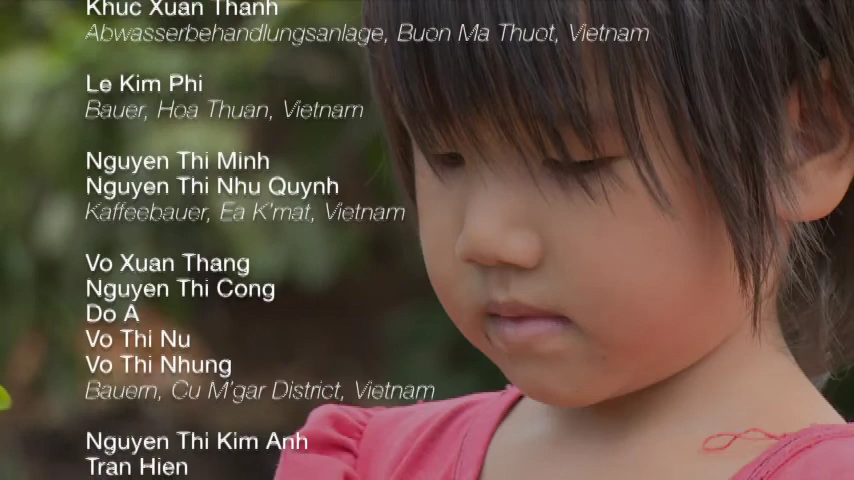 Khuc Xuan Thanh
Abwasserbehandlungsanlage, Buon Ma Thuot, Vietnam
Le Kim Phi
Bauer, Hoa Thuan, Vietnam
Nguyen Thi Minh
Nguyen Thi Nhu Quynh
Kaffeebauer, Ea K'mat, Vietnam
Vo Xuan Thang
Nguyen Thi Cong
Do A
Vo Thi Nu
Vo Thi Nhung
Bauern, Cu M'gar District, Vietnam
Nguyen Thi Kim Anh
Tran Hien